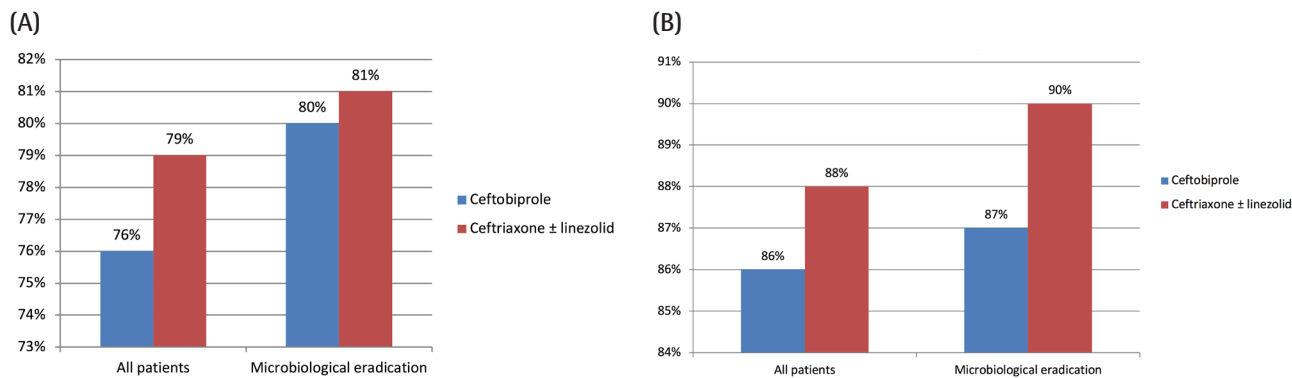 (A)
82%
81%
80%
79%
78%
77%
76%
75%
74%
73%
76%
79%
80%
81%
All patients
Microbiological eradication
Ceftobiprole
Ceftriaxone ± linezolid
(B)
91%
90%
89%
88%
87%
86%
85%
84%
86%
88%
87%
90%
All patients
Microbiological eradication
Ceftobiprole
Ceftriaxone ± linezolid